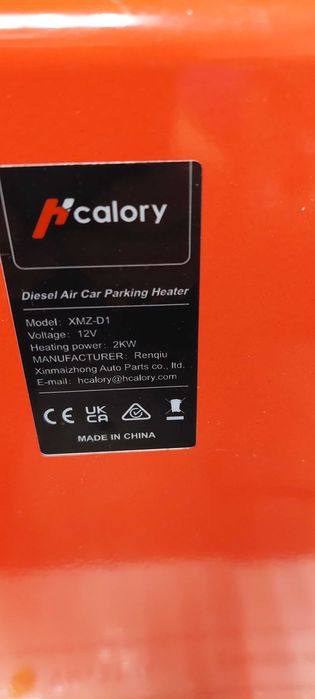 hcalory
Diesel Air Car Parking Heater
Model: XMZ-D1
Voltage: 12V
Heating power: 2KW
MANUFACTURER: Renqiu
Xinmaizhong Auto Parts co., ltd.
E-mail: hcalory@hcalory.com
CE UK CA
MADE IN CHINA